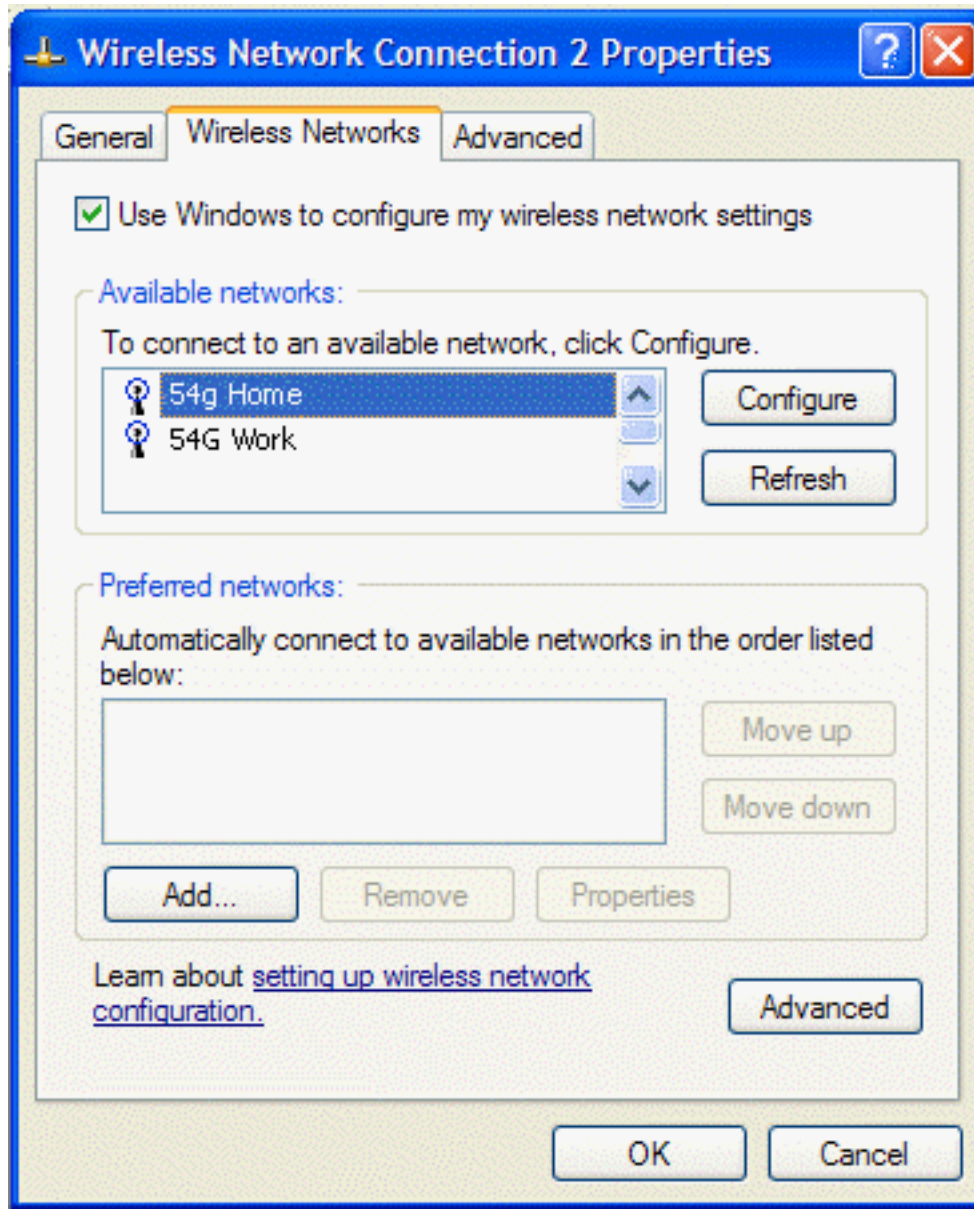 Wireless Network Connection 2 Properties
General
Wireless Networks
Advanced
Use Windows to configure my wireless network settings
Available networks:
To connect to an available network, click Configure.
54g Home
54G Work
Configure
Refresh
Preferred networks:
Automatically connect to available networks in the order listed
below:
Move up
Move down
Add...
Remove
Properties
Learn about setting up wireless network
configuration.
Advanced
OK
Cancel